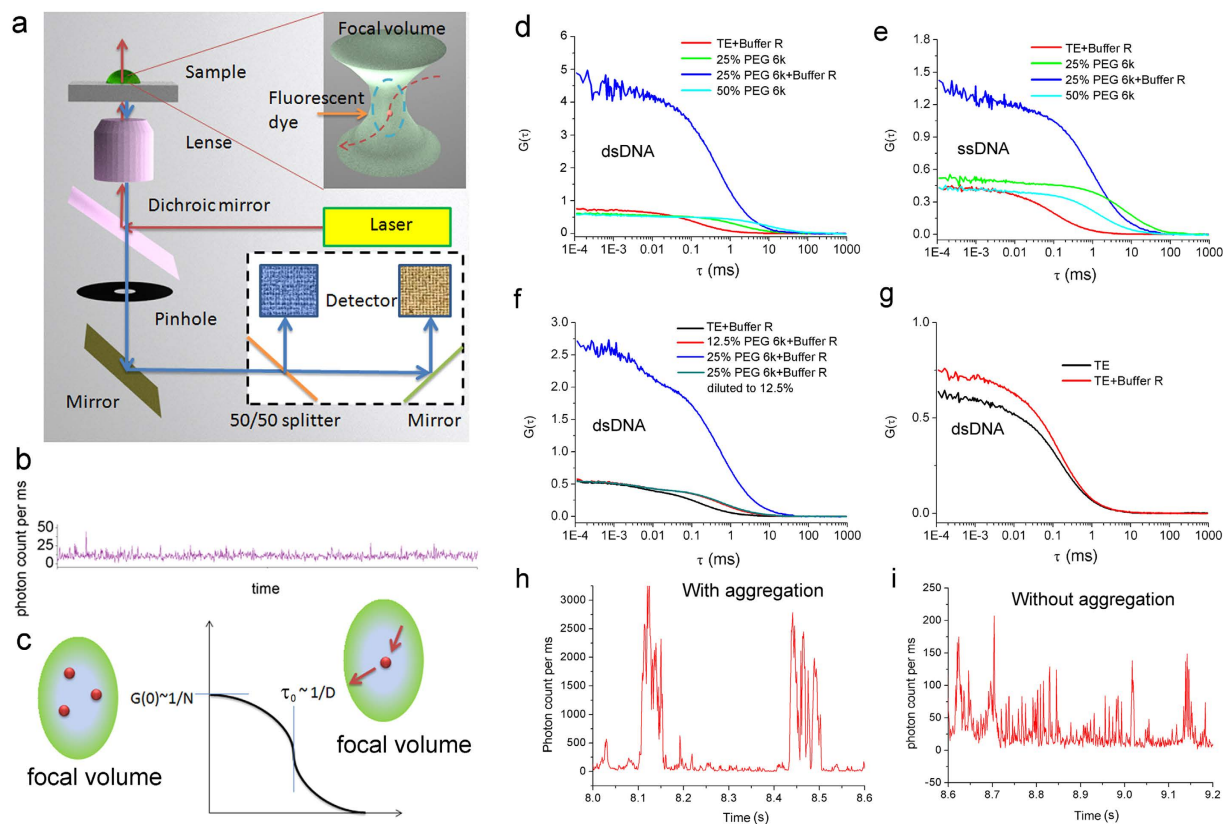 a
Focal volume
Sample
Fluorescent
dye
Lense
Dichroic mirror
Laser
Detector
Pinhole
Mirror
50/50 splitter
Mirror
b
photon count per ms
50
25
0
time
c
G(0)~1/N
τ0 ~ 1/D
focal volume
focal volume
d
TE+Buffer R
25% PEG 6k
25% PEG 6k+Buffer R
50% PEG 6k
dsDNA
G(τ)
6
5
4
3
2
1
0
1E-4 1E-3 0.01 0.1 1 10 100 1000
τ (ms)
e
TE+Buffer R
25% PEG 6k
25% PEG 6k+Buffer R
50% PEG 6k
ssDNA
G(τ)
1.8
1.5
1.2
0.9
0.6
0.3
0.0
1E-4 1E-3 0.01 0.1 1 10 100 1000
τ (ms)
f
TE+Buffer R
12.5% PEG 6k+Buffer R
25% PEG 6k+Buffer R
25% PEG 6k+Buffer R
diluted to 12.5%
dsDNA
G(τ)
3.0
2.5
2.0
1.5
1.0
0.5
0.0
1E-4 1E-3 0.01 0.1 1 10 100 1000
τ (ms)
g
TE
TE+Buffer R
dsDNA
G(τ)
1.0
0.5
0.0
1E-4 1E-3 0.01 0.1 1 10 100 1000
τ (ms)
h
With aggregation
Photon count per ms
3000
2500
2000
1500
1000
500
0
8.0 8.1 8.2 8.3 8.4 8.5 8.6
Time (s)
i
Without aggregation
photon count per ms
250
200
150
100
50
0
-50
8.6 8.7 8.8 8.9 9.0 9.1 9.2
Time (s)